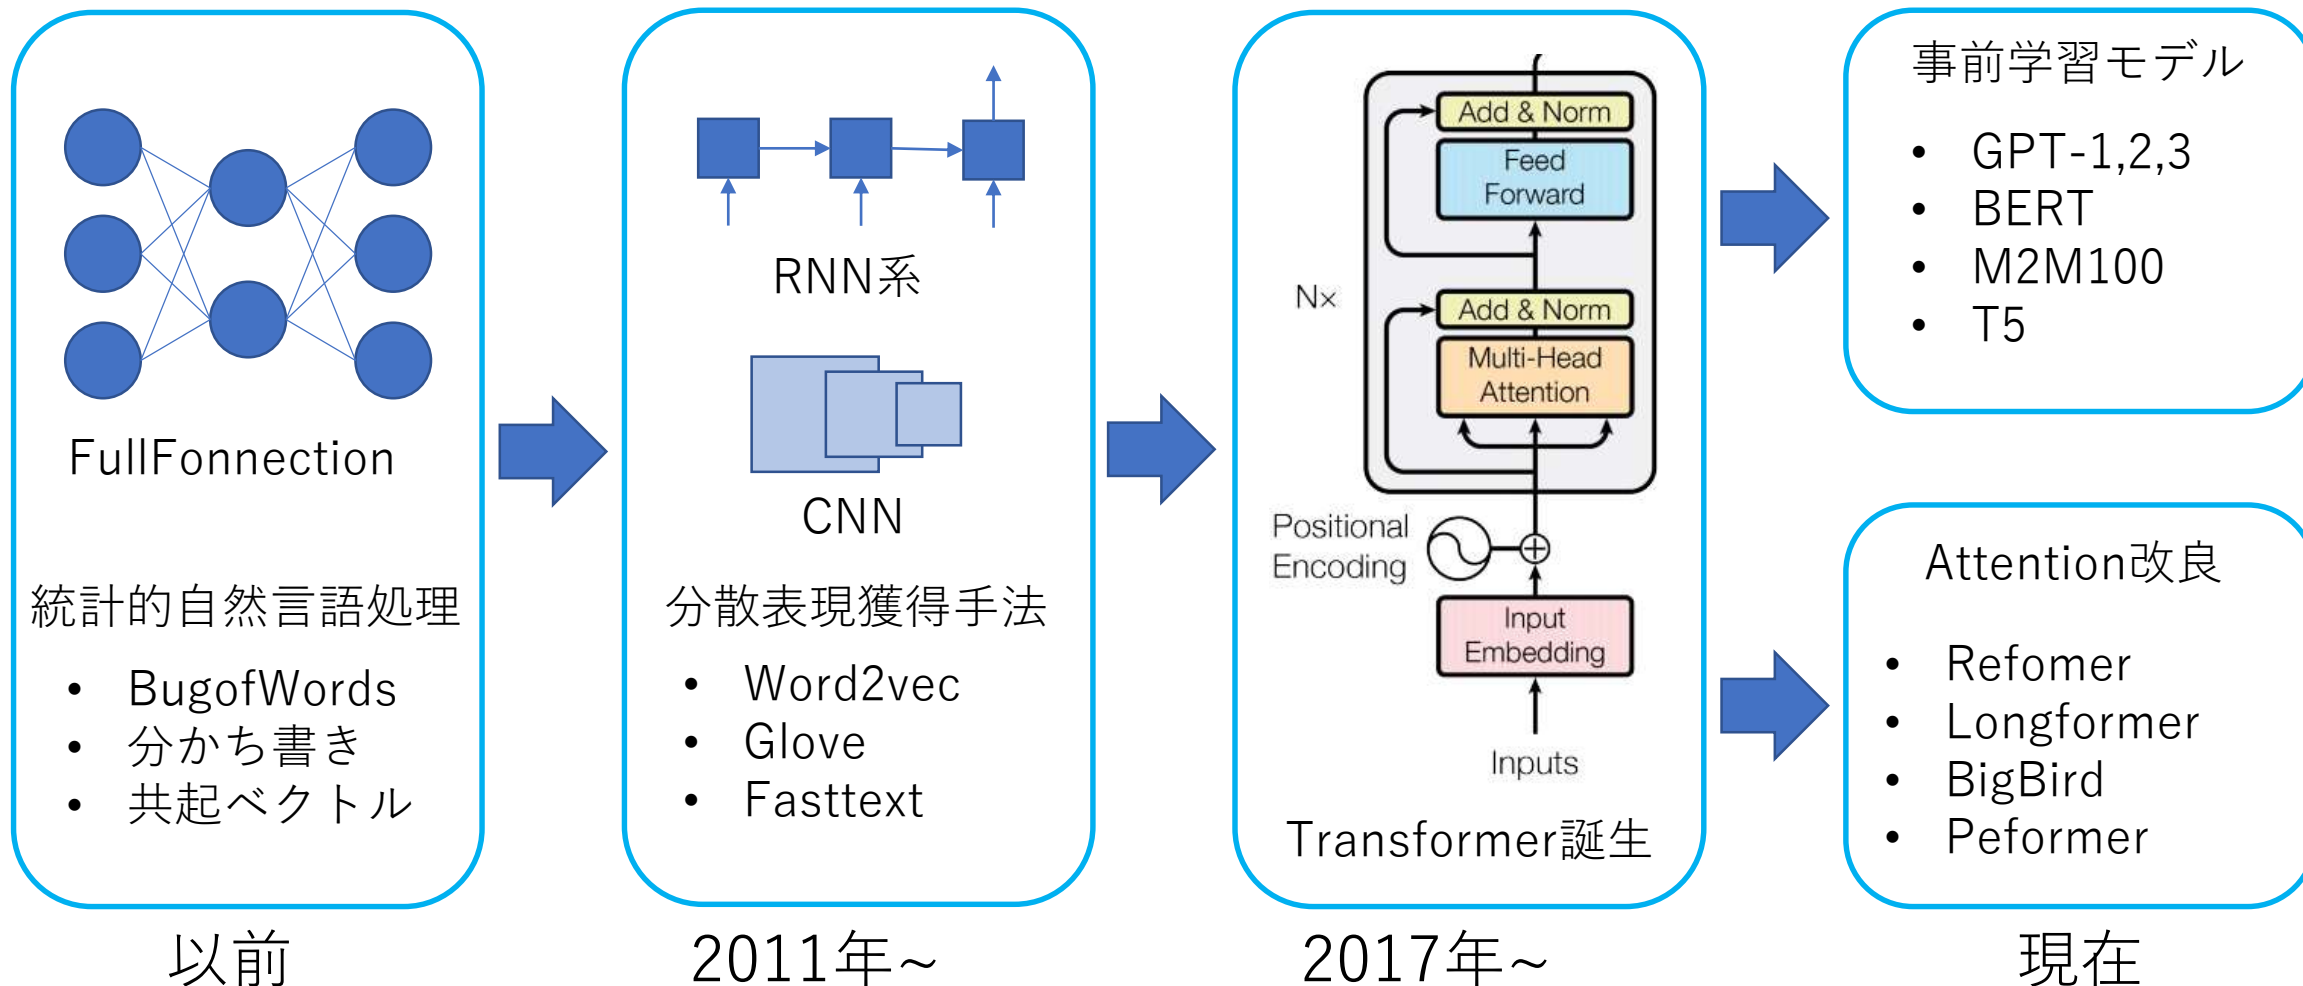 FullFonnection
統計的自然言語処理
• BugofWords
• 分かち書き
• 共起ベクトル
以前
RNN系
CNN
分散表現獲得手法
• Word2vec
• Glove
• Fasttext
2011年~
Add & Norm
Feed
Forward
N×
Add & Norm
Multi-Head
Attention
Positional
Encoding
Input
Embedding
Inputs
Transformer誕生
2017年~
事前学習モデル
• GPT-1,2,3
• BERT
• M2M100
• T5
Attention改良
• Refomer
• Longformer
• BigBird
• Peformer
現在